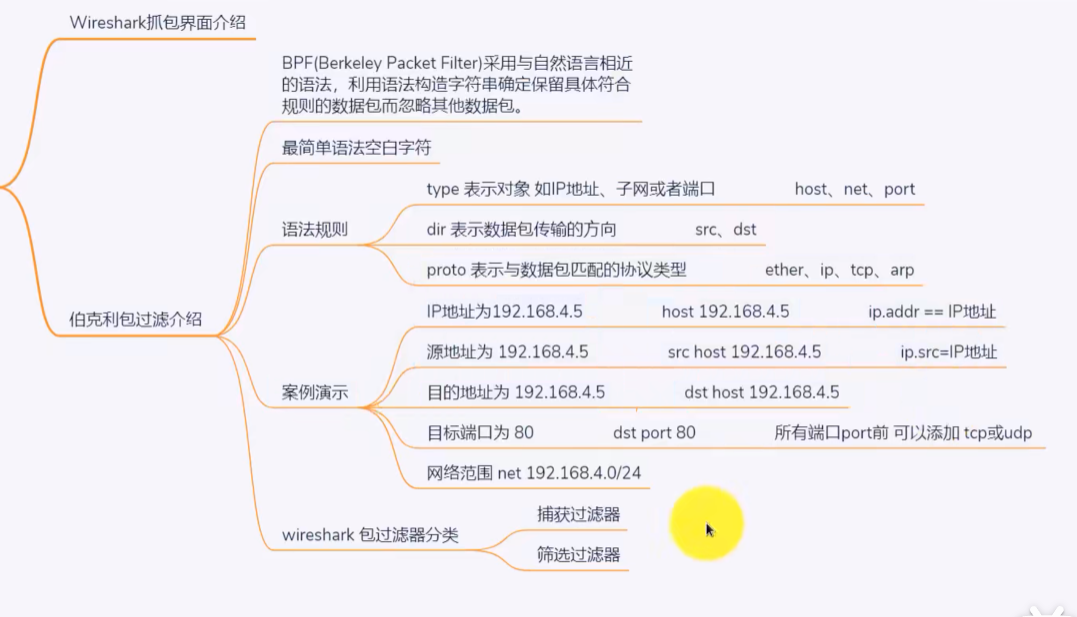 Wireshark抓包界面介绍
BPF(Berkeley Packet Filter)采用与自然语言相近
的语法，利用语法构造字符串确定保留具体符合
规则的数据包而忽略其他数据包。
最简单语法空白字符
语法规则
type 表示对象 如IP地址、子网或者端口 host、net、port
dir 表示数据包传输的方向 src、dst
proto 表示与数据包匹配的协议类型 ether、ip、tcp、arp
伯克利包过滤介绍
案例演示
IP地址为192.168.4.5 host 192.168.4.5 ip.addr == IP地址
源地址为 192.168.4.5 src host 192.168.4.5 ip.src=IP地址
目的地址为 192.168.4.5 dst host 192.168.4.5
目标端口为 80 dst port 80 所有端口port前 可以添加 tcp或udp
网络范围 net 192.168.4.0/24
wireshark 包过滤器分类
捕获过滤器
筛选过滤器